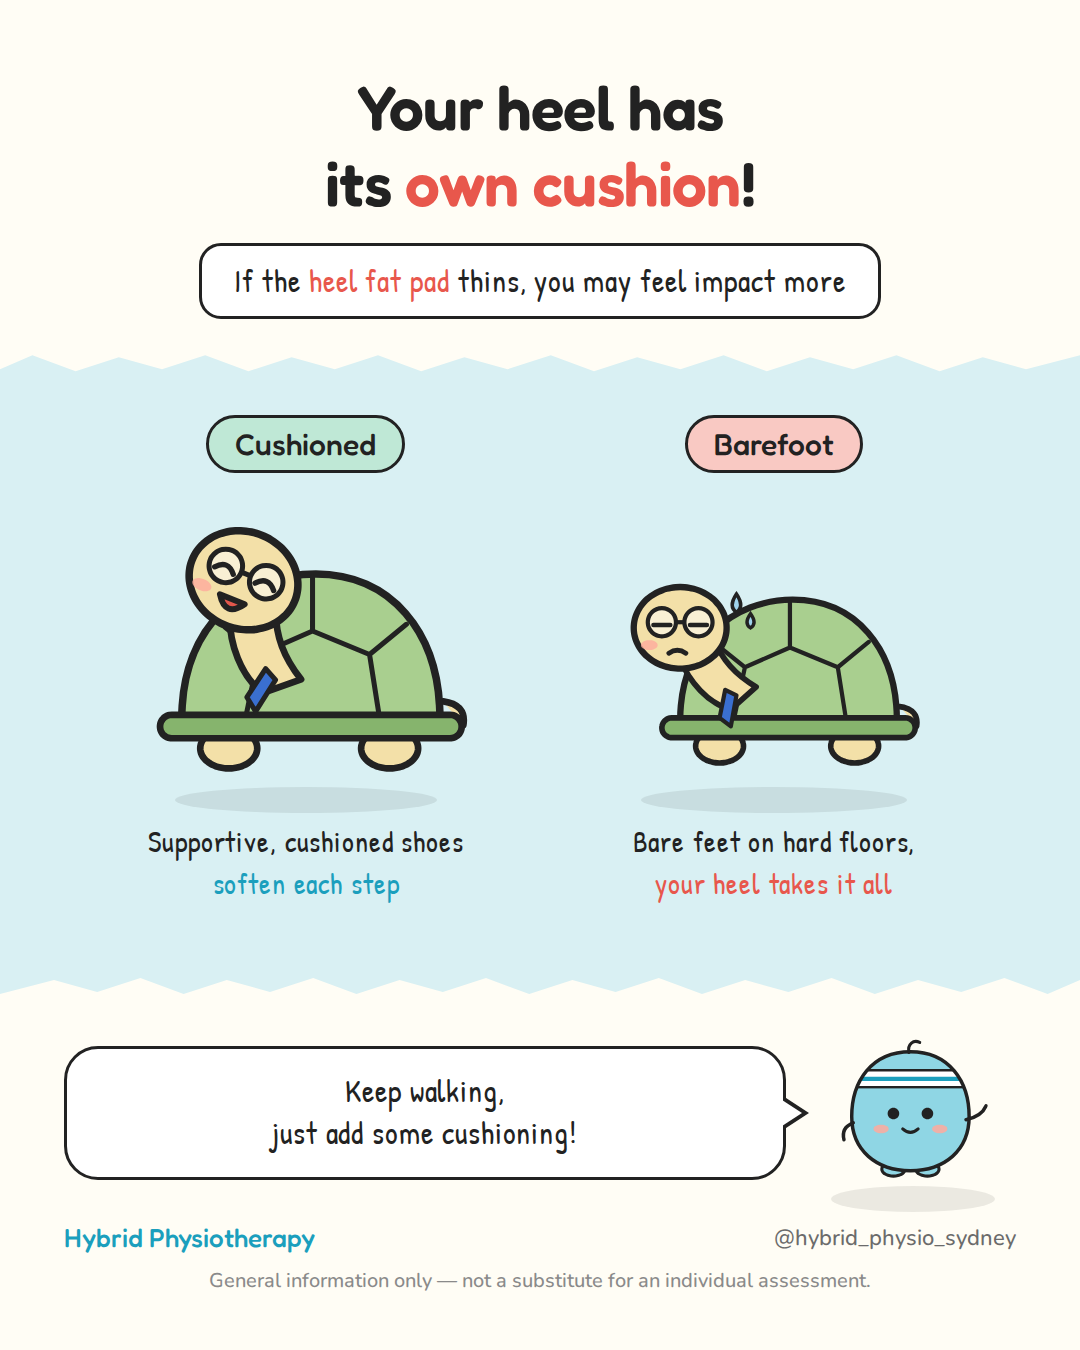 Your heel has
its own cushion!
If the heel fat pad thins, you may feel impact more
Cushioned
Barefoot
Supportive, cushioned shoes
soften each step
Bare feet on hard floors,
your heel takes it all
Keep walking,
just add some cushioning!
Hybrid Physiotherapy
@hybrid_physio_sydney
General information only — not a substitute for an individual assessment.